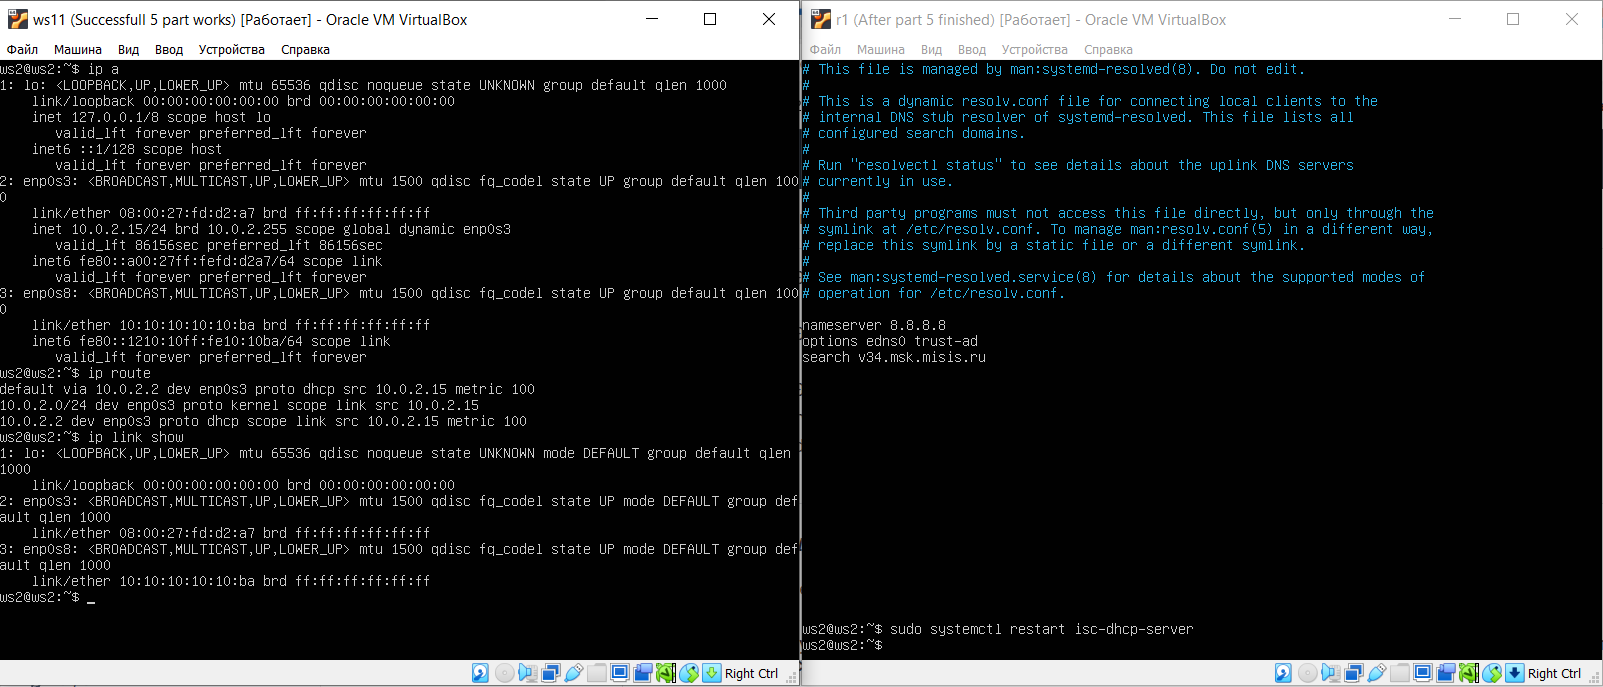 ws11 (Successfull 5 part works) [Работает] - Oracle VM VirtualBox
Файл Машина Вид Ввод Устройства Справка
ws2@ws2:~$ ip a
1: lo: <LOOPBACK,UP,LOWER_UP> mtu 65536 qdisc noqueue state UNKNOWN group default qlen 1000
    link/loopback 00:00:00:00:00:00 brd 00:00:00:00:00:00
    inet 127.0.0.1/8 scope host lo
       valid_lft forever preferred_lft forever
    inet6 ::1/128 scope host
       valid_lft forever preferred_lft forever
2: enp0s3: <BROADCAST,MULTICAST,UP,LOWER_UP> mtu 1500 qdisc fq_codel state UP group default qlen 100
0
    link/ether 08:00:27:fd:d2:a7 brd ff:ff:ff:ff:ff:ff
    inet 10.0.2.15/24 brd 10.0.2.255 scope global dynamic enp0s3
       valid_lft 86156sec preferred_lft 86156sec
    inet6 fe80::a00:27ff:fefd:d2a7/64 scope link
       valid_lft forever preferred_lft forever
3: enp0s8: <BROADCAST,MULTICAST,UP,LOWER_UP> mtu 1500 qdisc fq_codel state UP group default qlen 100
0
    link/ether 10:10:10:10:10:ba brd ff:ff:ff:ff:ff:ff
    inet6 fe80::1210:10ff:fe10:10ba/64 scope link
       valid_lft forever preferred_lft forever
ws2@ws2:~$ ip route
default via 10.0.2.2 dev enp0s3 proto dhcp src 10.0.2.15 metric 100
10.0.2.0/24 dev enp0s3 proto kernel scope link src 10.0.2.15
10.0.2.2 dev enp0s3 proto dhcp scope link src 10.0.2.15 metric 100
ws2@ws2:~$ ip link show
1: lo: <LOOPBACK,UP,LOWER_UP> mtu 65536 qdisc noqueue state UNKNOWN mode DEFAULT group default qlen
1000
    link/loopback 00:00:00:00:00:00 brd 00:00:00:00:00:00
2: enp0s3: <BROADCAST,MULTICAST,UP,LOWER_UP> mtu 1500 qdisc fq_codel state UP mode DEFAULT group def
ault qlen 1000
    link/ether 08:00:27:fd:d2:a7 brd ff:ff:ff:ff:ff:ff
3: enp0s8: <BROADCAST,MULTICAST,UP,LOWER_UP> mtu 1500 qdisc fq_codel state UP mode DEFAULT group def
ault qlen 1000
    link/ether 10:10:10:10:10:ba brd ff:ff:ff:ff:ff:ff
ws2@ws2:~$ _
Right Ctrl
r1 (After part 5 finished) [Работает] - Oracle VM VirtualBox
Файл Машина Вид Ввод Устройства Справка
# This file is managed by man:systemd-resolved(8). Do not edit.
#
# This is a dynamic resolv.conf file for connecting local clients to the
# internal DNS stub resolver of systemd-resolved. This file lists all
# configured search domains.
#
# Run "resolvectl status" to see details about the uplink DNS servers
# currently in use.
#
# Third party programs must not access this file directly, but only through the
# symlink at /etc/resolv.conf. To manage man:resolv.conf(5) in a different way,
# replace this symlink by a static file or a different symlink.
#
# See man:systemd-resolved.service(8) for details about the supported modes of
# operation for /etc/resolv.conf.
nameserver 8.8.8.8
options edns0 trust-ad
search v34.msk.misis.ru
ws2@ws2:~$ sudo systemctl restart isc-dhcp-server
ws2@ws2:~$
Right Ctrl